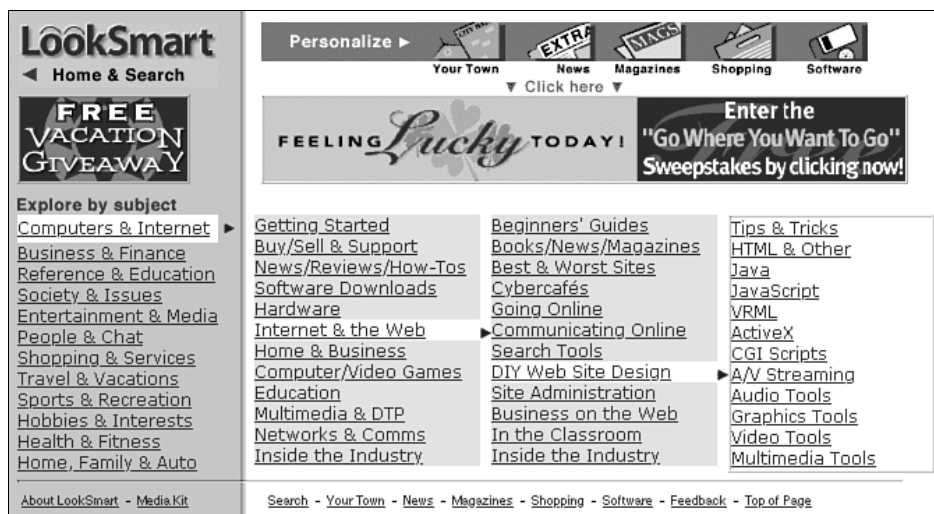 LookSmart
◄ Home & Search
Personalize ►
CITY
EXTRA
MAGS
Your Town
News
Magazines
Shopping
Software
▼ Click here ▼
FREE
VACATION
GIVEAWAY
FEELING Lucky TODAY!
Enter the
"Go Where You Want To Go"
Sweepstakes by clicking now!
Explore by subject
Computers & Internet ►
Business & Finance
Reference & Education
Society & Issues
Entertainment & Media
People & Chat
Shopping & Services
Travel & Vacations
Sports & Recreation
Hobbies & Interests
Health & Fitness
Home, Family & Auto
Getting Started
Buy/Sell & Support
News/Reviews/How-Tos
Software Downloads
Hardware
Internet & the Web
Home & Business
Computer/Video Games
Education
Multimedia & DTP
Networks & Comms
Inside the Industry
Beginners' Guides
Books/News/Magazines
Best & Worst Sites
Cybercafés
Going Online
►Communicating Online
Search Tools
DIY Web Site Design
Site Administration
Business on the Web
In the Classroom
Inside the Industry
Tips & Tricks
HTML & Other
Java
JavaScript
VRML
ActiveX
CGI Scripts
►A/V Streaming
Audio Tools
Graphics Tools
Video Tools
Multimedia Tools
About LookSmart - Media Kit
Search - Your Town - News - Magazines - Shopping - Software - Feedback - Top of Page